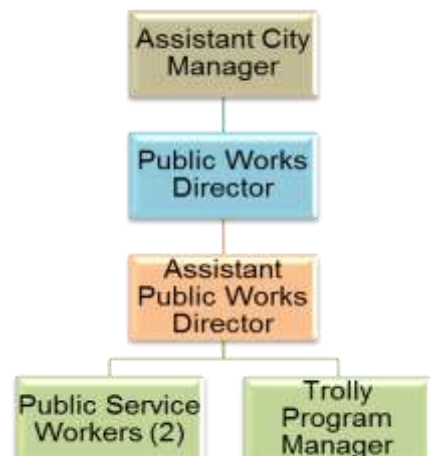 Assistant City
Manager
Public Works
Director
Assistant
Public Works
Director
Public Service
Workers (2)
Trolly
Program
Manager